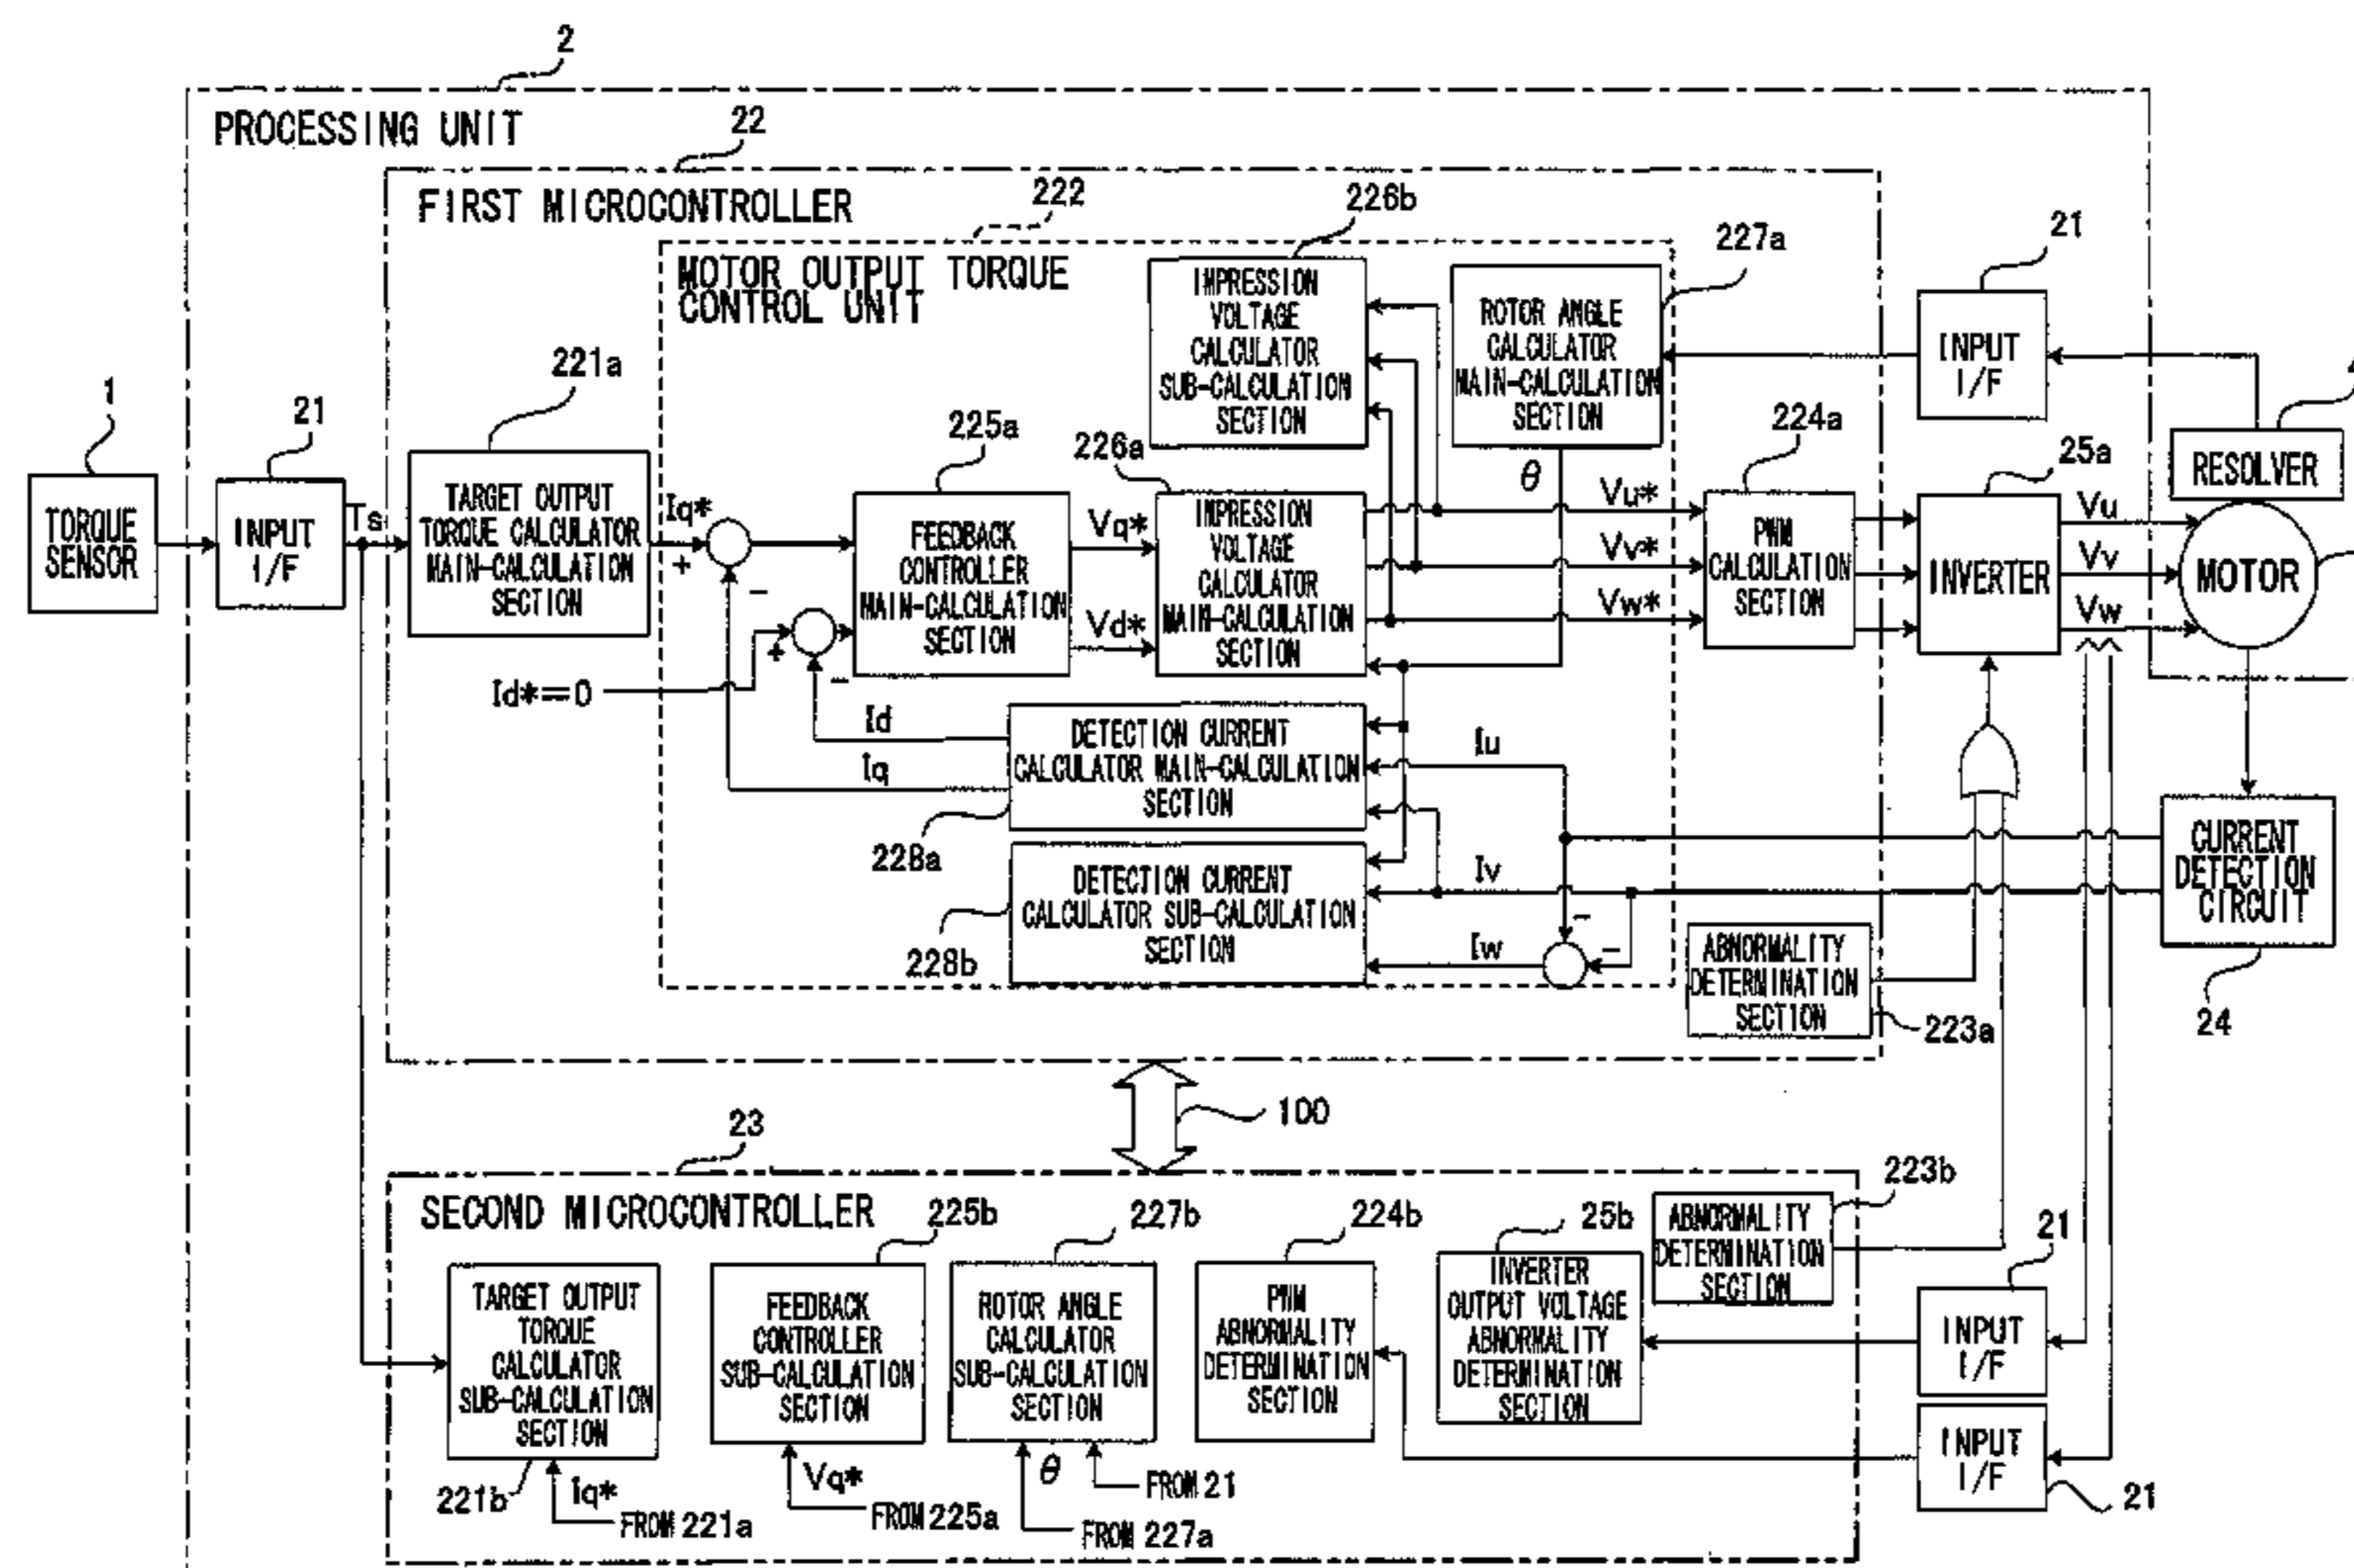 2
PROCESSING UNIT
22
FIRST MICROCONTROLLER
222
MOTOR OUTPUT TORQUE
CONTROL UNIT
226b
IMPRESSION
VOLTAGE
CALCULATOR
SUB-CALCULATION
SECTION
227a
ROTOR ANGLE
CALCULATOR
MAIN-CALCULATION
SECTION
θ
21
INPUT
I/F
RESOLVER
1
TORQUE
SENSOR
21
INPUT
I/F
Ts
221a
TARGET OUTPUT
TORQUE CALCULATOR
MAIN-CALCULATION
SECTION
Iq*
+
-
+
-
Id*=0
225a
FEEDBACK
CONTROLLER
MAIN-CALCULATION
SECTION
Vq*
Vd*
226a
IMPRESSION
VOLTAGE
CALCULATOR
MAIN-CALCULATION
SECTION
Vu*
Vv*
Vw*
224a
PWM
CALCULATION
SECTION
25a
INVERTER
Vu
Vv
Vw
MOTOR
Id
Iq
DETECTION CURRENT
CALCULATOR MAIN-CALCULATION
SECTION
228a
Iu
DETECTION CURRENT
CALCULATOR SUB-CALCULATION
SECTION
228b
Iv
Iw
-
-
ABNORMALITY
DETERMINATION
SECTION
223a
CURRENT
DETECTION
CIRCUIT
24
100
23
SECOND MICROCONTROLLER
221b
TARGET OUTPUT
TORQUE
CALCULATOR
SUB-CALCULATION
SECTION
Iq*
FROM 221a
225b
FEEDBACK
CONTROLLER
SUB-CALCULATION
SECTION
Vq*
FROM 225a
227b
ROTOR ANGLE
CALCULATOR
SUB-CALCULATION
SECTION
θ
FROM 21
FROM 227a
224b
PWM
ABNORMALITY
DETERMINATION
SECTION
25b
INVERTER
OUTPUT VOLTAGE
ABNORMALITY
DETERMINATION
SECTION
223b
ABNORMALITY
DETERMINATION
SECTION
21
INPUT
I/F
INPUT
I/F
21